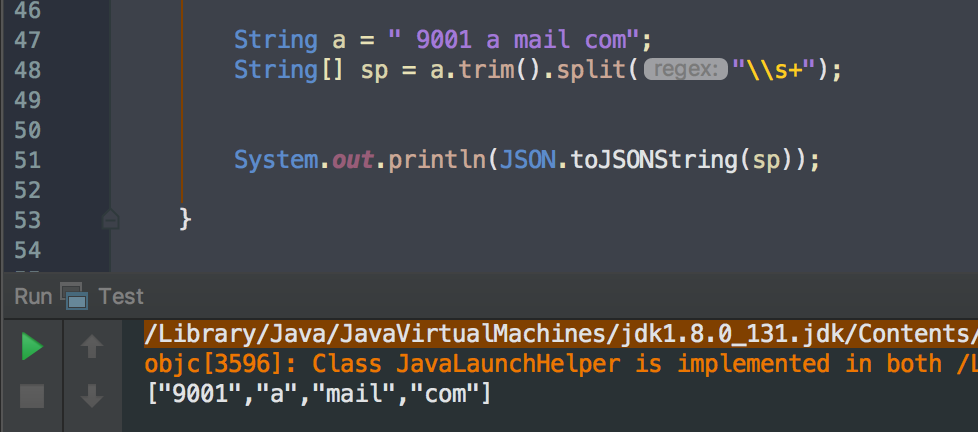 46
47 String a = " 9001 a mail com";
48 String[] sp = a.trim().split( regex: "\\s+");
49
50
51 System.out.println(JSON.toJSONString(sp));
52
53 }
54
Run Test
/Library/Java/JavaVirtualMachines/jdk1.8.0_131.jdk/Contents/
objc[3596]: Class JavaLaunchHelper is implemented in both /L
["9001","a","mail","com"]